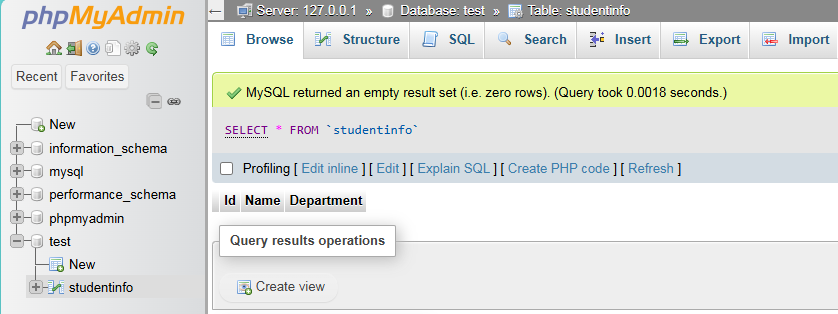 phpMyAdmin
Recent Favorites
New
information_schema
mysql
performance_schema
phpmyadmin
test
New
studentinfo
Server: 127.0.0.1 » Database: test » Table: studentinfo
Browse Structure SQL Search Insert Export Import
MySQL returned an empty result set (i.e. zero rows). (Query took 0.0018 seconds.)
SELECT * FROM `studentinfo`
Profiling [ Edit inline ] [ Edit ] [ Explain SQL ] [ Create PHP code ] [ Refresh ]
Id Name Department
Query results operations
Create view